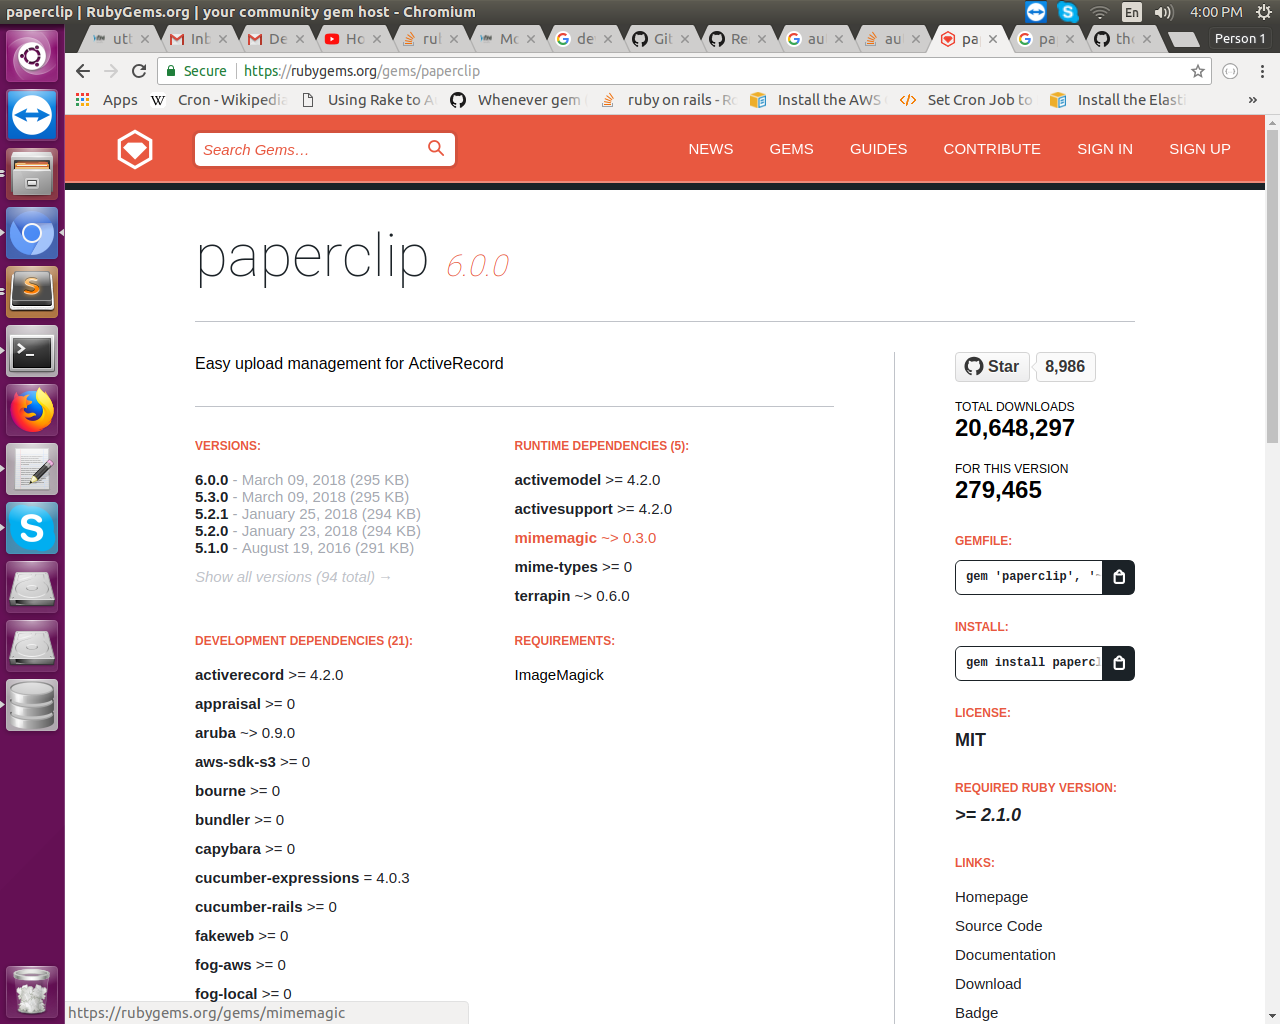 paperclip | RubyGems.org | your community gem host - Chromium
En
4:00 PM
utt
Inb
De
Ho
rul
Mo
de
Git
Re
aul
au
pa
pa
tho
Person 1
Secure
https://rubygems.org/gems/paperclip
Apps
Cron - Wikipedia
Using Rake to A
Whenever gem
ruby on rails - Ro
Install the AWS
Set Cron Job to
Install the Elasti
»
Search Gems…
NEWS
GEMS
GUIDES
CONTRIBUTE
SIGN IN
SIGN UP
paperclip 6.0.0
Easy upload management for ActiveRecord
VERSIONS:
6.0.0 - March 09, 2018 (295 KB)
5.3.0 - March 09, 2018 (295 KB)
5.2.1 - January 25, 2018 (294 KB)
5.2.0 - January 23, 2018 (294 KB)
5.1.0 - August 19, 2016 (291 KB)
Show all versions (94 total) →
RUNTIME DEPENDENCIES (5):
activemodel >= 4.2.0
activesupport >= 4.2.0
mimemagic ~> 0.3.0
mime-types >= 0
terrapin ~> 0.6.0
DEVELOPMENT DEPENDENCIES (21):
activerecord >= 4.2.0
appraisal >= 0
aruba ~> 0.9.0
aws-sdk-s3 >= 0
bourne >= 0
bundler >= 0
capybara >= 0
cucumber-expressions = 4.0.3
cucumber-rails >= 0
fakeweb >= 0
fog-aws >= 0
fog-local >= 0
REQUIREMENTS:
ImageMagick
Star
8,986
TOTAL DOWNLOADS
20,648,297
FOR THIS VERSION
279,465
GEMFILE:
gem 'paperclip', '~
INSTALL:
gem install papercl
LICENSE:
MIT
REQUIRED RUBY VERSION:
>= 2.1.0
LINKS:
Homepage
Source Code
Documentation
Download
Badge
https://rubygems.org/gems/mimemagic